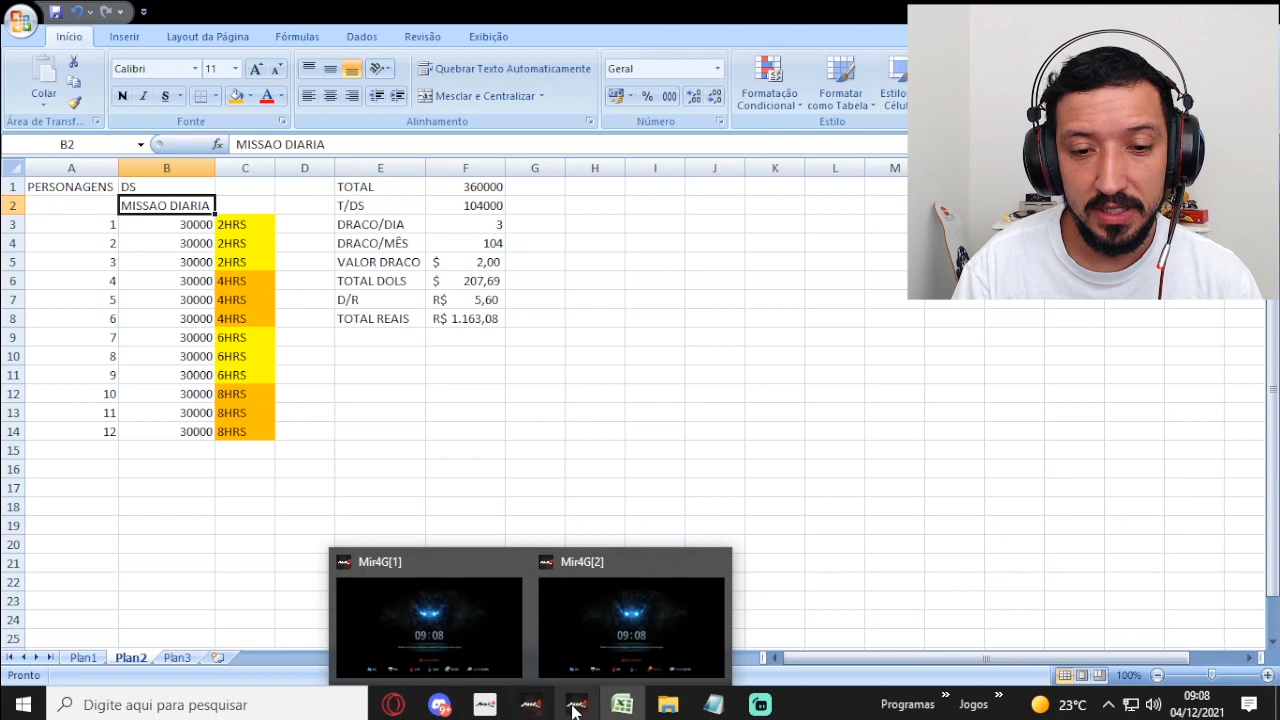 Início Inserir Layout da Página Fórmulas Dados Revisão Exibição
Colar
Calibri 11
Quebrar Texto Automaticamente
Geral
N I S
Mesclar e Centralizar
% 000
Formatação
Condicional
Formatar
como Tabela
Estilos
Área de Transf... Fonte Alinhamento Número Estilo
B2 fx MISSAO DIARIA
A B C D E F G H I J K L M
1 PERSONAGENS DS TOTAL 360000
2 MISSAO DIARIA T/DS 104000
3 1 30000 2HRS DRACO/DIA 3
4 2 30000 2HRS DRACO/MÊS 104
5 3 30000 2HRS VALOR DRACO $ 2,00
6 4 30000 4HRS TOTAL DOLS $ 207,69
7 5 30000 4HRS D/R R$ 5,60
8 6 30000 4HRS TOTAL REAIS R$ 1.163,08
9 7 30000 6HRS
10 8 30000 6HRS
11 9 30000 6HRS
12 10 30000 8HRS
13 11 30000 8HRS
14 12 30000 8HRS
15
16
17
18
19
20
21
22
23
24
25
Mir4G[1] Mir4G[2]
09:08 09:08
Plan1 Plan2 Plan3
Pronto 100%
Digite aqui para pesquisar
Programas » Jogos » 23°C 09:08
04/12/2021